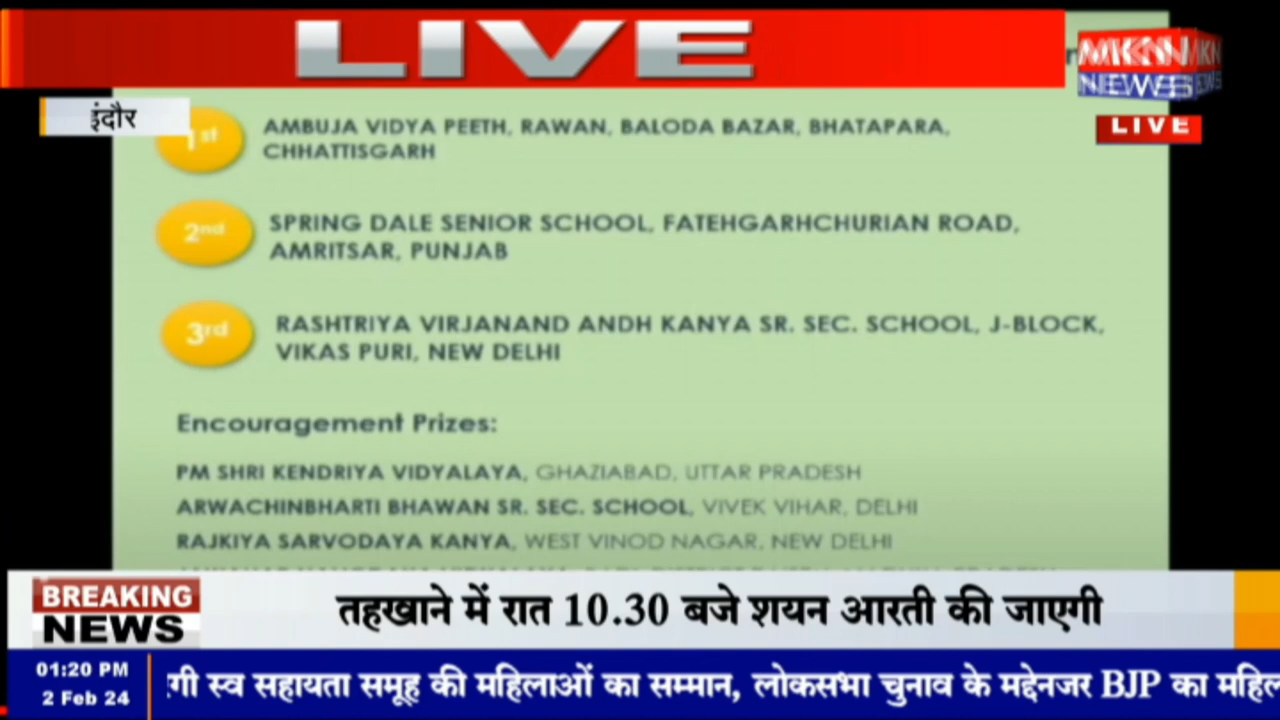 LIVE
MKN
NEWS
LIVE
इंदौर
1st
AMBUJA VIDYA PEETH, RAWAN, BALODA BAZAR, BHATAPARA,
CHHATTISGARH
2nd
SPRING DALE SENIOR SCHOOL, FATEHGARHCHURIAN ROAD,
AMRITSAR, PUNJAB
3rd
RASHTRIYA VIRJANAND ANDH KANYA SR. SEC. SCHOOL, J-BLOCK,
VIKAS PURI, NEW DELHI
Encouragement Prizes:
PM SHRI KENDRIYA VIDYALAYA, GHAZIABAD, UTTAR PRADESH
ARWACHINBHARTI BHAWAN SR. SEC. SCHOOL, VIVEK VIHAR, DELHI
RAJKIYA SARVODAYA KANYA, WEST VINOD NAGAR, NEW DELHI
BREAKING
NEWS
तहखाने में रात 10.30 बजे शयन आरती की जाएगी
01:20 PM
2 Feb 24
स्व सहायता समूह की महिलाओं का सम्मान, लोकसभा चुनाव के मद्देनजर BJP का